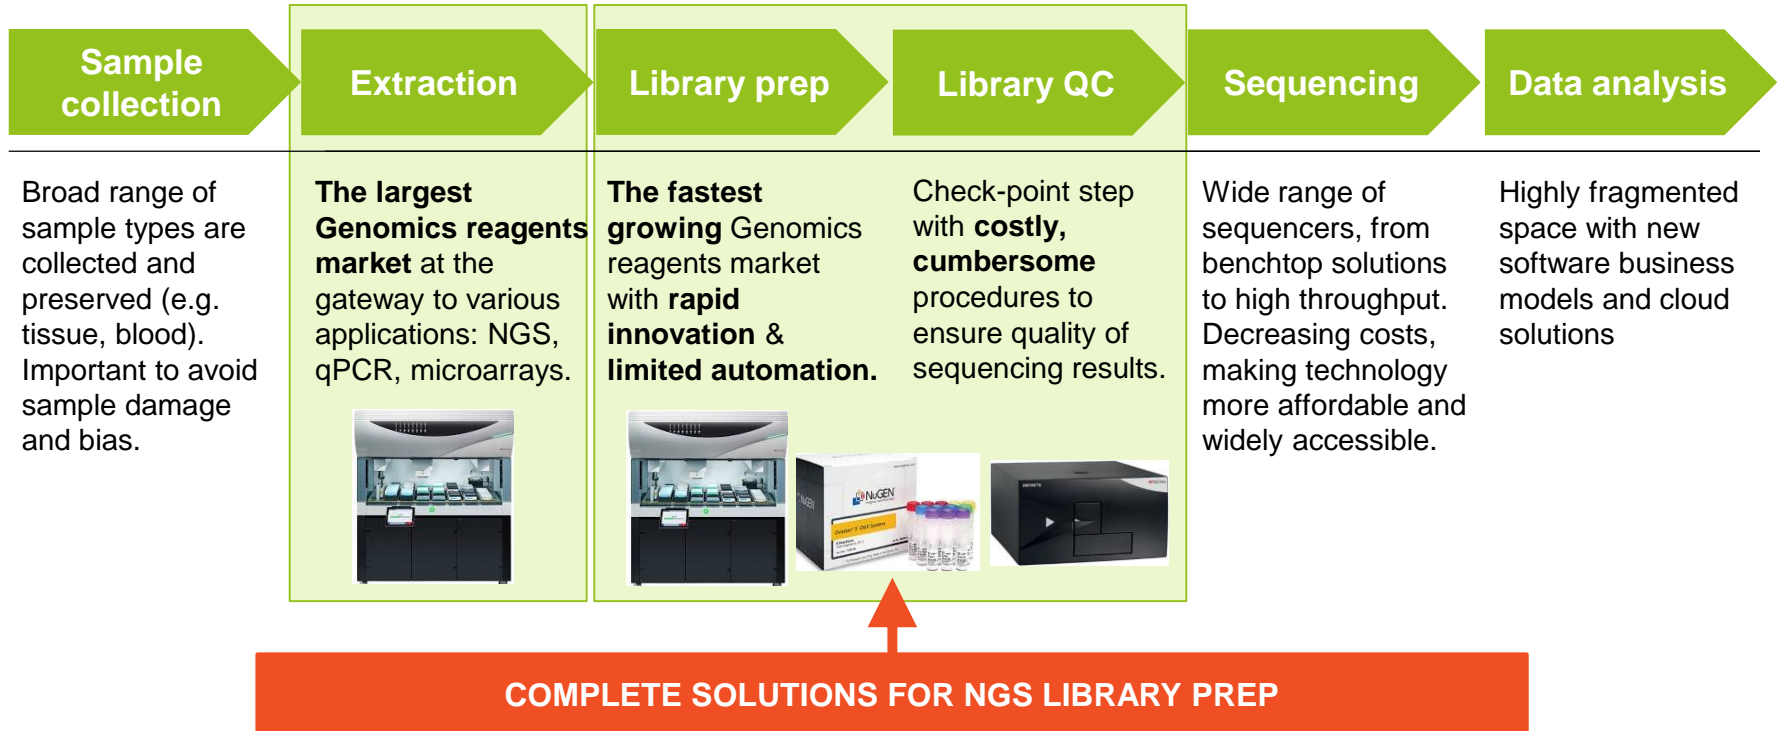 Sample
collection
Extraction
Library prep
Library QC
Sequencing
Data analysis
Broad range of
sample types are
collected and
preserved (e.g.
tissue, blood).
Important to avoid
sample damage
and bias.
The largest
Genomics reagents
market at the
gateway to various
applications: NGS,
qPCR, microarrays.
The fastest
growing Genomics
reagents market
with rapid
innovation &
limited automation.
Check-point step
with costly,
cumbersome
procedures to
ensure quality of
sequencing results.
Wide range of
sequencers, from
benchtop solutions
to high throughput.
Decreasing costs,
making technology
more affordable and
widely accessible.
Highly fragmented
space with new
software business
models and cloud
solutions
NuGEN
INFINITE
COMPLETE SOLUTIONS FOR NGS LIBRARY PREP